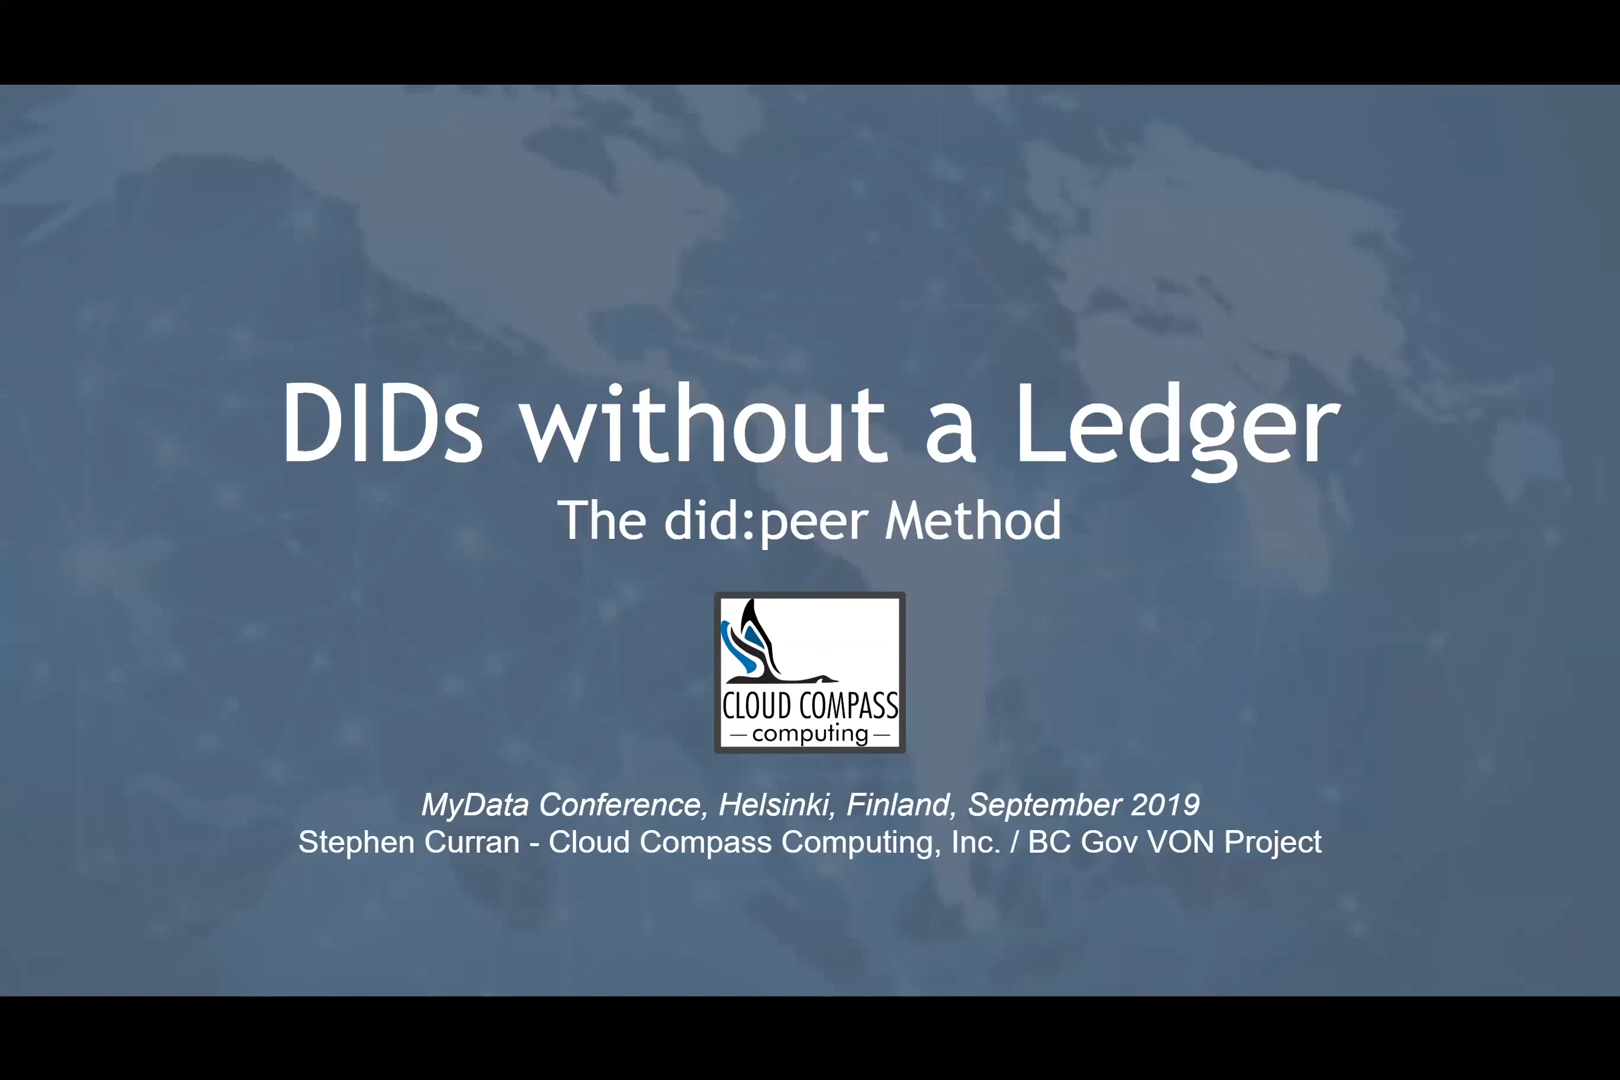 DIDs without a Ledger
The did:peer Method
CLOUD COMPASS
— computing —
MyData Conference, Helsinki, Finland, September 2019
Stephen Curran - Cloud Compass Computing, Inc. / BC Gov VON Project